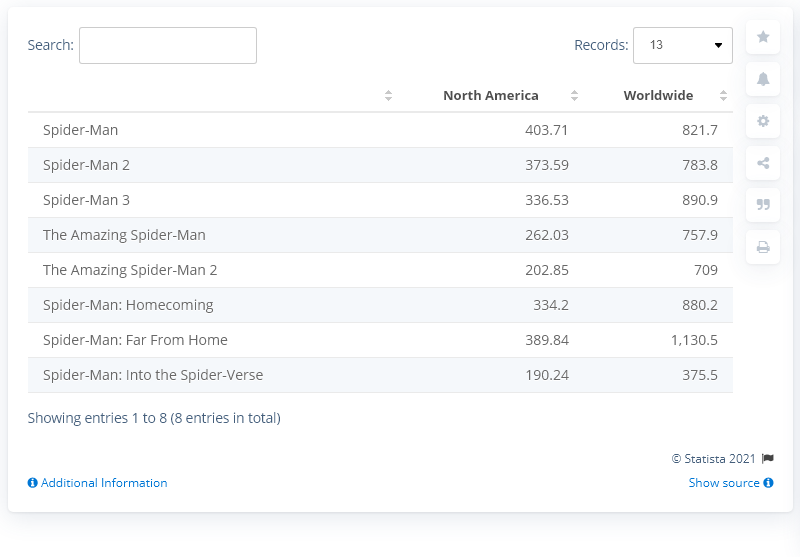 Search: Records: 13
North America Worldwide
Spider-Man 403.71 821.7
Spider-Man 2 373.59 783.8
Spider-Man 3 336.53 890.9
The Amazing Spider-Man 262.03 757.9
The Amazing Spider-Man 2 202.85 709
Spider-Man: Homecoming 334.2 880.2
Spider-Man: Far From Home 389.84 1,130.5
Spider-Man: Into the Spider-Verse 190.24 375.5
Showing entries 1 to 8 (8 entries in total)
© Statista 2021
Additional Information Show source